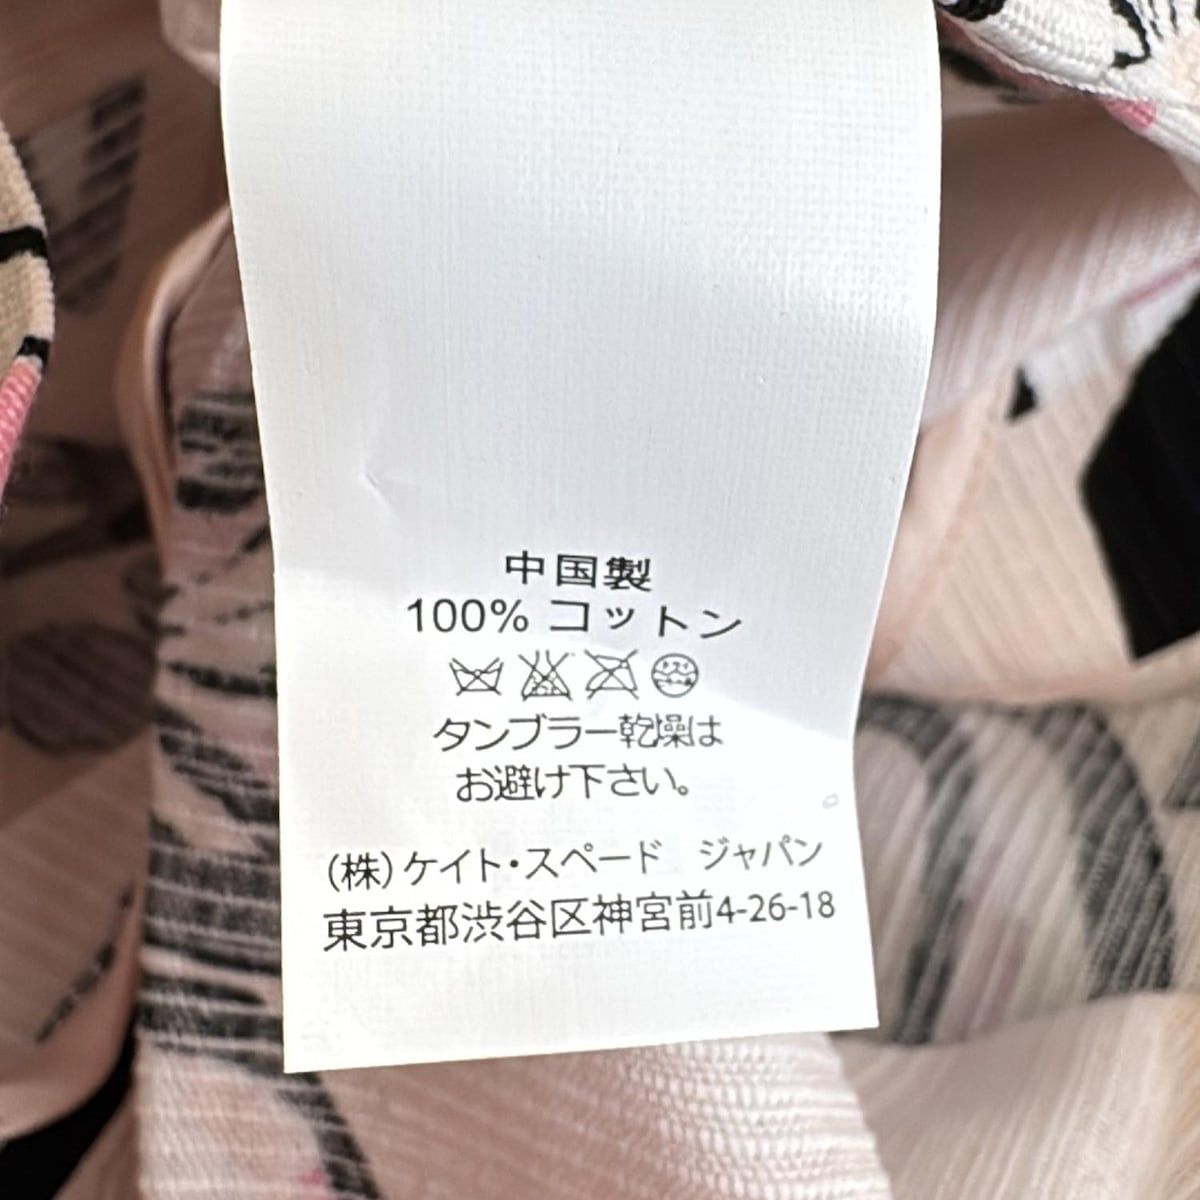 中国製
100% コットン
タンブラー乾燥は
お避け下さい。
(株)ケイト・スペード ジャパン
東京都渋谷区神宮前4-26-18